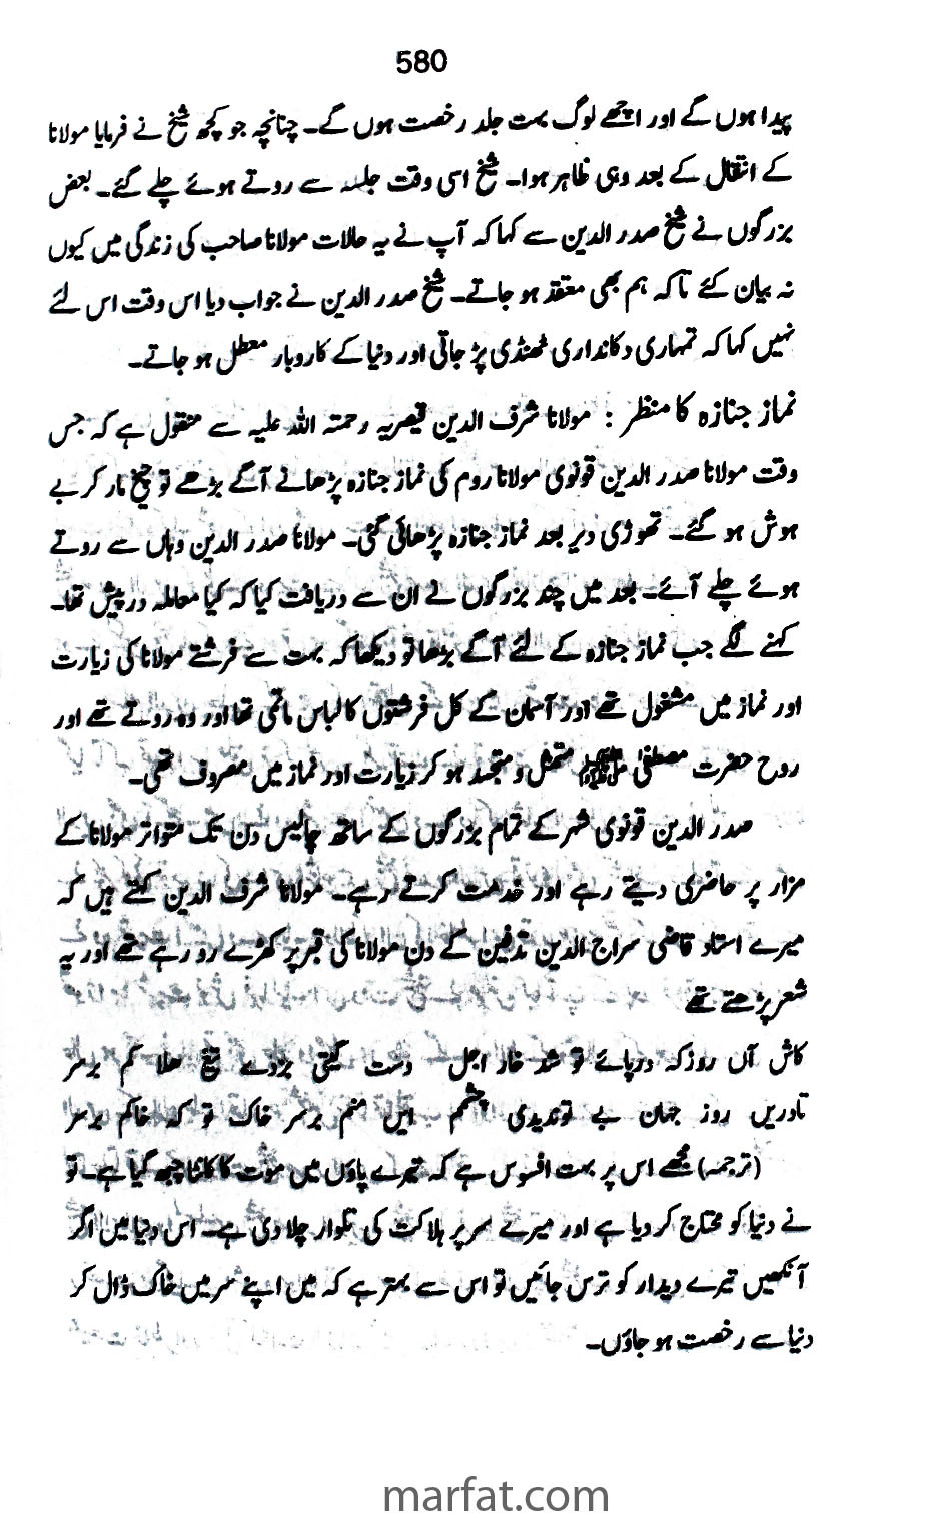 580
پیدا ہوں گے اور اچھے لوگ بہت جلد رخصت ہوں گے۔ چنانچہ جو کچھ شیخ نے فرمایا مولانا
کے انتقال کے بعد وہی ظاہر ہوا۔ شیخ اسی وقت جلسہ سے روتے ہوئے چلے گئے۔ بعض
بزرگوں نے شیخ صدر الدین سے کہا کہ آپ نے یہ حالات مولانا صاحب کی زندگی میں کیوں
نہ بیان کئے تاکہ ہم بھی معتقد ہو جاتے۔ شیخ صدر الدین نے جواب دیا اس وقت اس لئے
نہیں کہا کہ تمہاری دکانداری ٹھنڈی پڑ جاتی اور دنیا کے کاروبار معطل ہو جاتے۔
نماز جنازہ کا منظر : مولانا شرف الدین قیصریہ رحمتہ اللہ علیہ سے منقول ہے کہ جس
وقت مولانا صدر الدین قونوی مولانا روم کی نماز جنازہ پڑھانے آگے بڑھے تو چیخ مار کر بے
ہوش ہو گئے۔ تھوڑی دیر بعد نماز جنازہ پڑھائی گئی۔ مولانا صدر الدین وہاں سے روتے
ہوئے چلے آئے۔ بعد میں چند بزرگوں نے ان سے دریافت کیا کہ کیا معاملہ درپیش تھا۔
کہنے لگے جب نماز جنازہ کے لئے آگے بڑھا تو دیکھا کہ بہت سے فرشتے مولانا کی زیارت
اور نماز میں مشغول تھے اور آسمان کے کل فرشتوں کا لباس ماتمی تھا اور وہ روتے تھے اور
روح حضرت مصطفیٰ ﷺ متمثل و متجسد ہو کر زیارت اور نماز میں مصروف تھی۔
صدر الدین قونوی شہر کے تمام بزرگوں کے ساتھ چالیس دن تک متواتر مولانا کے
مزار پر حاضری دیتے رہے اور خدمت کرتے رہے۔ مولانا شرف الدین کہتے ہیں کہ
میرے استاد قاضی سراج الدین تدفین کے دن مولانا کی قبر پر کھڑے رو رہے تھے اور یہ
شعر پڑھتے تھے
کاش آں روزکہ درپائے تو شد خار اجل دست گیتی بزدے تیغ ہلا کم برسر
تادریں روز جہان بے توندیدی چشم ایں منم برسر خاک تو کہ خاکم برسر
(ترجمہ) مجھے اس پر بہت افسوس ہے کہ تیرے پاؤں میں موت کا کانٹا چبھ گیا ہے۔ تو
نے دنیا کو محتاج کر دیا ہے اور میرے سر پر ہلاکت کی تلوار چلا دی ہے۔ اس دنیا میں اگر
آنکھیں تیرے دیدار کو ترس جائیں تو اس سے بہتر ہے کہ میں اپنے سر میں خاک ڈال کر
دنیا سے رخصت ہو جاؤں۔
marfat.com